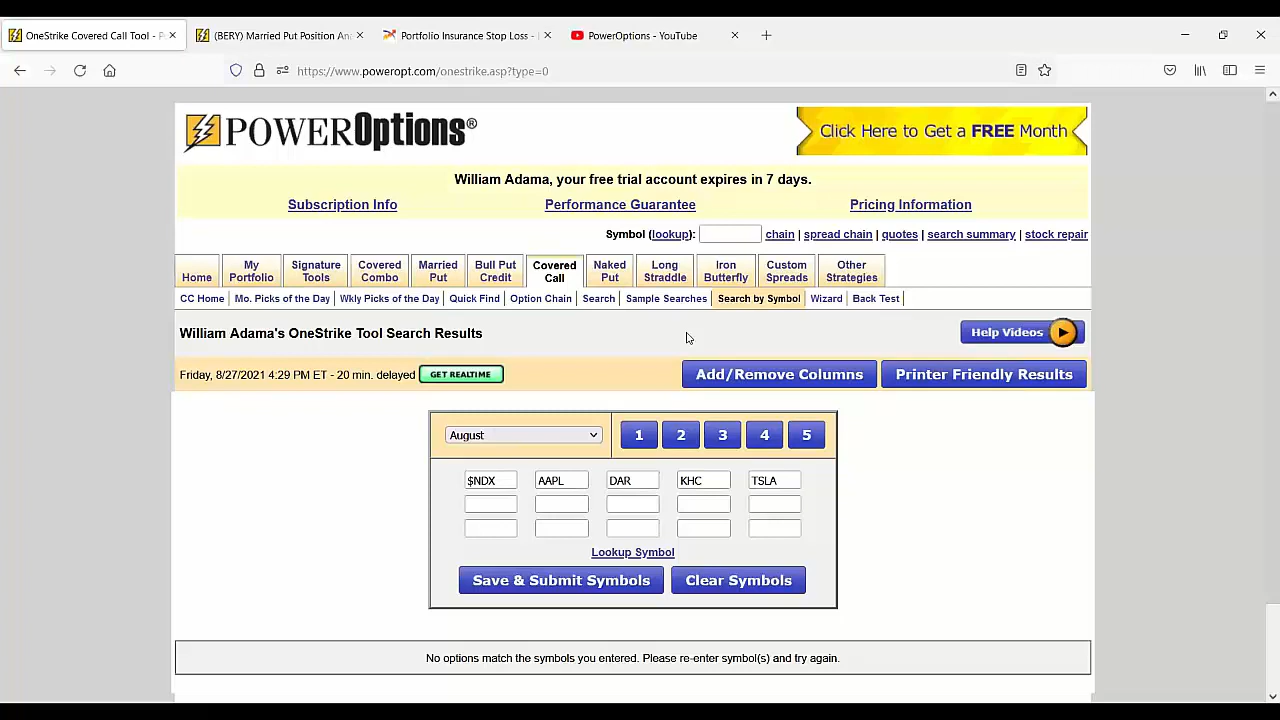 OneStrike Covered Call Tool - P
(BERY) Married Put Position Ana
Portfolio Insurance Stop Loss -
PowerOptions - YouTube
https://www.poweropt.com/onestrike.asp?type=0
POWEROptions®
Click Here to Get a FREE Month
William Adama, your free trial account expires in 7 days.
Subscription Info Performance Guarantee Pricing Information
Symbol (lookup): chain | spread chain | quotes | search summary | stock repair
Home My Portfolio Signature Tools Covered Combo Married Put Bull Put Credit Covered Call Naked Put Long Straddle Iron Butterfly Custom Spreads Other Strategies
CC Home | Mo. Picks of the Day | Wkly Picks of the Day | Quick Find | Option Chain | Search | Sample Searches | Search by Symbol | Wizard | Back Test |
William Adama's OneStrike Tool Search Results
Help Videos
Friday, 8/27/2021 4:29 PM ET - 20 min. delayed GET REALTIME
Add/Remove Columns Printer Friendly Results
August 1 2 3 4 5
$NDX AAPL DAR KHC TSLA
Lookup Symbol
Save & Submit Symbols Clear Symbols
No options match the symbols you entered. Please re-enter symbol(s) and try again.